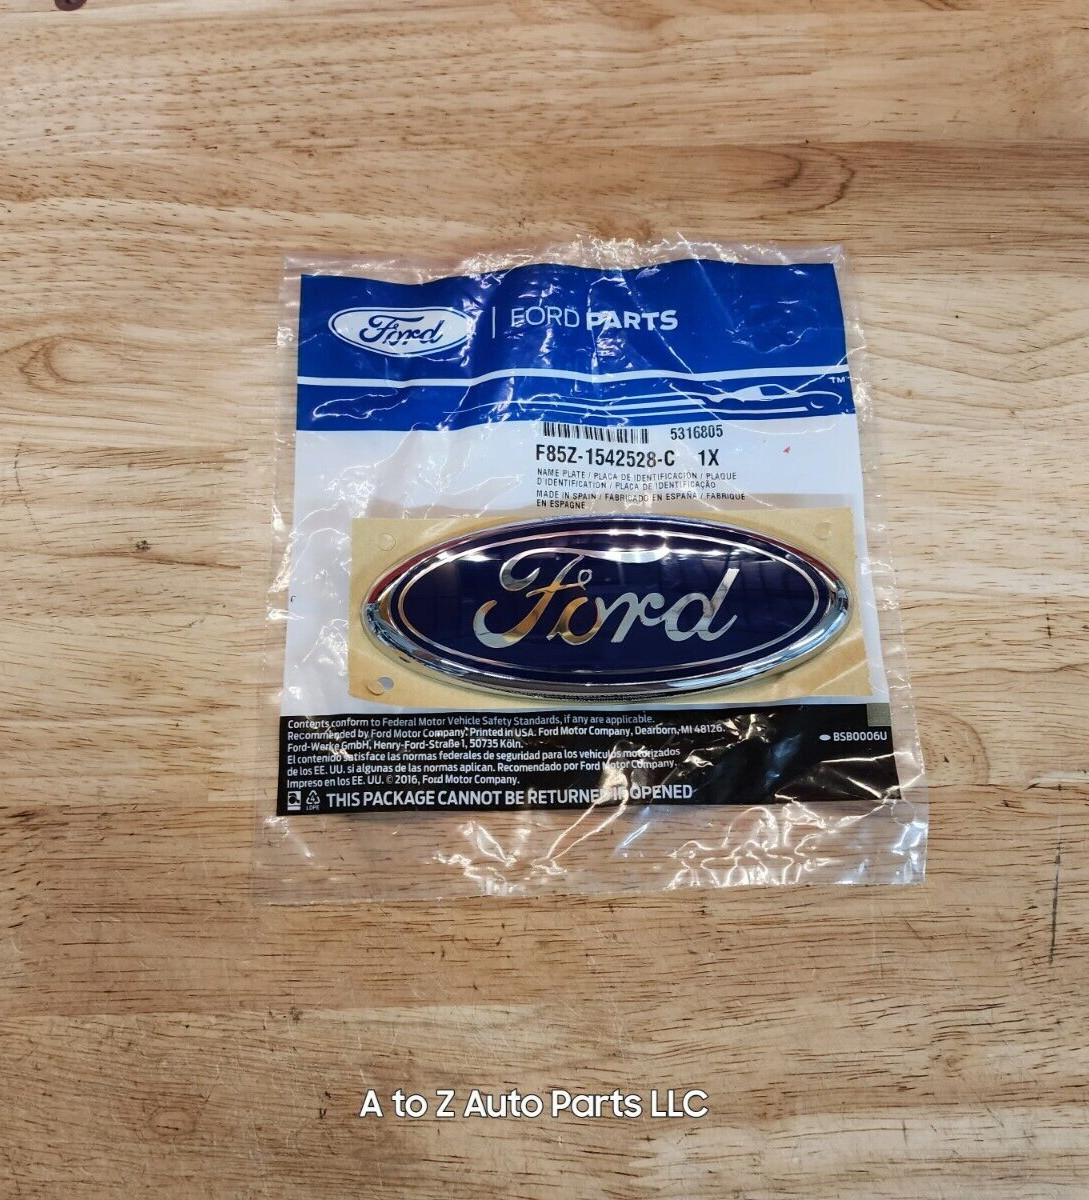 Ford | FORD PARTS
TM
5316805
F85Z-1542528-C 1X
NAME PLATE / PLACA DE IDENTIFICACIÓN / PLAQUE
D'IDENTIFICATION / PLACA DE IDENTIFICAÇÃO
MADE IN SPAIN / FABRICADO EN ESPAÑA / FABRIQUE
EN ESPAGNE
Ford
Contents conform to Federal Motor Vehicle Safety Standards, if any are applicable.
Recommended by Ford Motor Company. Printed in USA. Ford Motor Company, Dearborn, MI 48126.
Ford-Werke GmbH, Henry-Ford-Straße 1, 50735 Köln.
El contenido satisface las normas federales de seguridad para los vehículos motorizados
de los EE. UU. si algunas de las normas aplican. Recomendado por Ford Motor Company.
Impreso en los EE. UU. © 2016, Ford Motor Company.
BSB0006U
LDPE
THIS PACKAGE CANNOT BE RETURNED IF OPENED
A to Z Auto Parts LLC